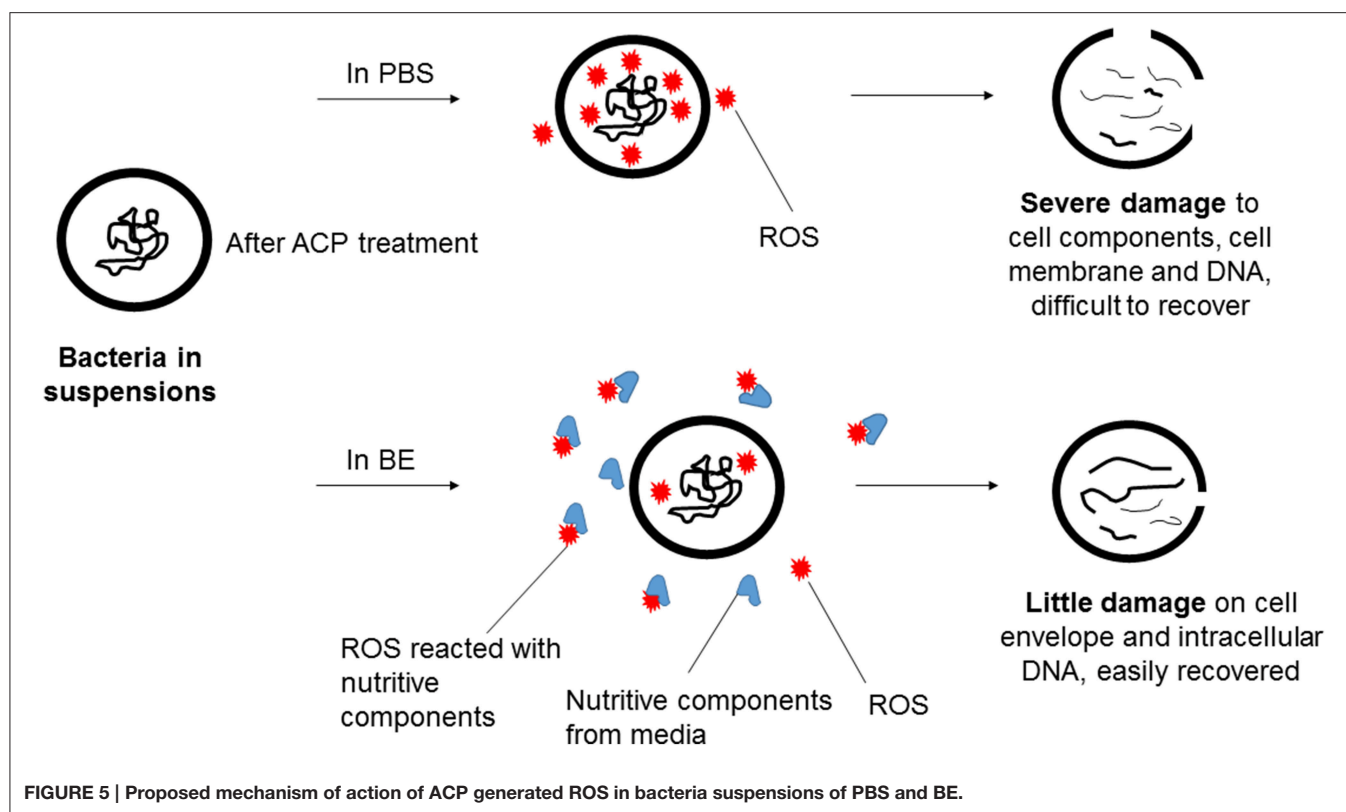 In PBS
After ACP treatment
ROS
Severe damage to
cell components, cell
membrane and DNA,
difficult to recover
Bacteria in
suspensions
In BE
ROS reacted with
nutritive
components
Nutritive components
from media
ROS
Little damage on cell
envelope and intracellular
DNA, easily recovered
FIGURE 5 | Proposed mechanism of action of ACP generated ROS in bacteria suspensions of PBS and BE.